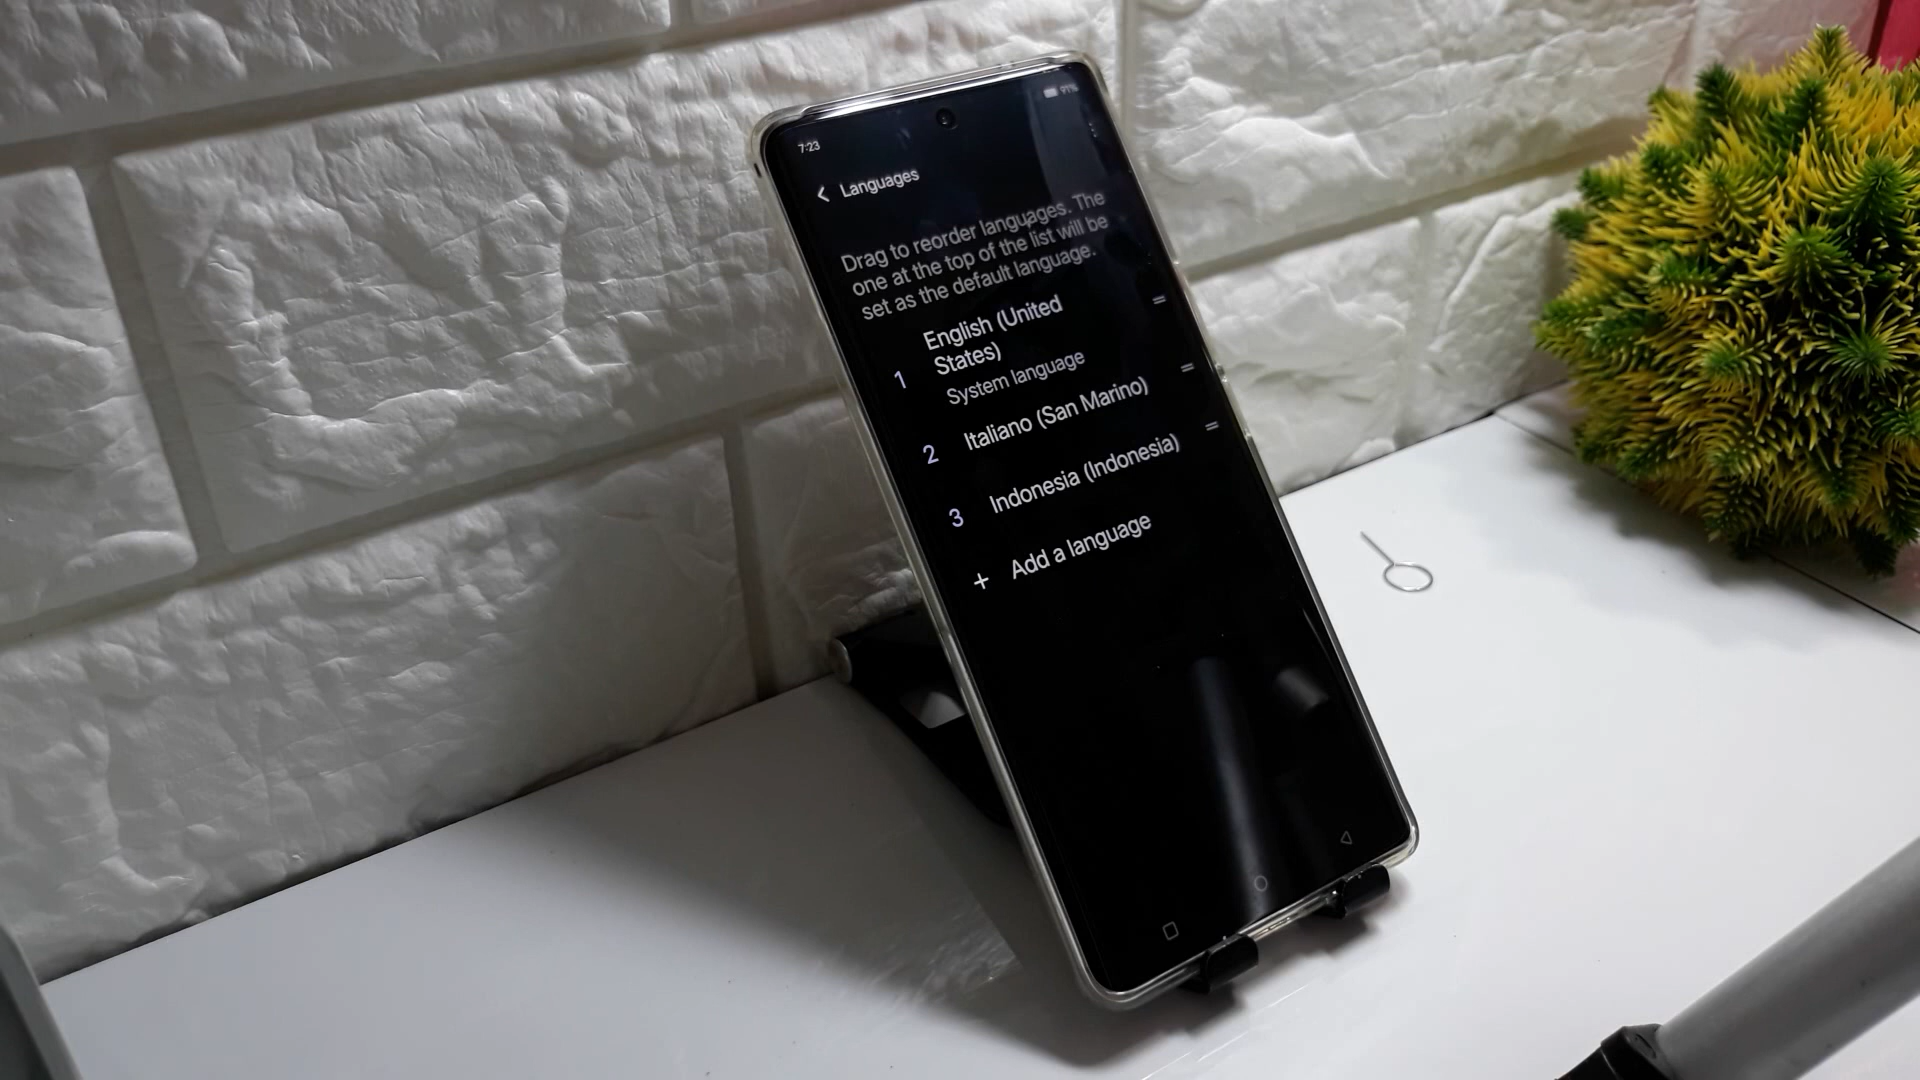 7:23
91%
Languages
Drag to reorder languages. The
one at the top of the list will be
set as the default language.
1
English (United
States)
System language
2
Italiano (San Marino)
3
Indonesia (Indonesia)
+ Add a language